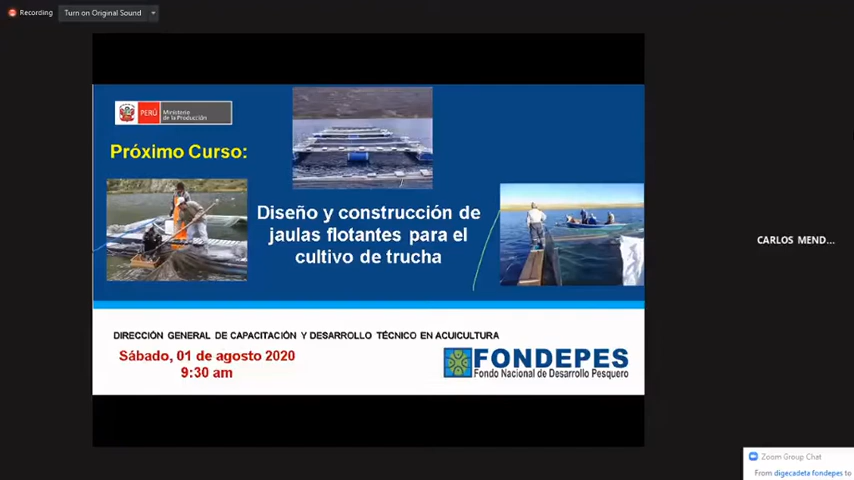 Recording
Turn on Original Sound
PERÚ
Ministerio
de la Producción
Próximo Curso:
Diseño y construcción de
jaulas flotantes para el
cultivo de trucha
CARLOS MEND...
DIRECCIÓN GENERAL DE CAPACITACIÓN Y DESARROLLO TÉCNICO EN ACUICULTURA
Sábado, 01 de agosto 2020
9:30 am
FONDEPES
Fondo Nacional de Desarrollo Pesquero
Zoom Group Chat
From digecadeta fondepes to